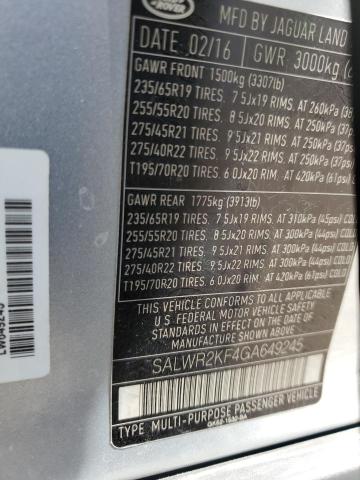 ROVER
MFD BY JAGUAR LAND
DATE 02/16 GWR 3000kg
GAWR FRONT 1500kg (3307lb)
235/65R19 TIRES. 7 5Jx19 RIMS. AT 260kPa
255/55R20 TIRES. 8 5Jx20 RIMS. AT 250kPa
275/45R21 TIRES. 9 5Jx21 RIMS. AT 250kPa (37psi
275/40R22 TIRES. 9 5Jx22 RIMS. AT 250kPa (37psi
T195/70R20 TIRES. 6 0Jx20 RIMS. AT 420kPa (61psi
GAWR REAR 1775kg (3913lb)
235/65R19 TIRES. 7 5Jx19 RIMS. AT 310kPa (45psi)
255/55R20 TIRES. 8 5Jx20 RIMS. AT 300kPa (44psi) COLD
275/45R21 TIRES. 9 5Jx21 RIMS. AT 300kPa (44psi) COLD
275/40R22 TIRES. 9 5Jx22 RIMS. AT 300kPa (44psi) COLD
T195/70R20 TIRES. 6 0Jx20 RIMS. AT 420kPa (61psi) COLD
THIS VEHICLE CONFORMS TO ALL APPLICABLE
U S FEDERAL MOTOR VEHICLE SAFETY
STANDARDS IN EFFECT ON THE DATE OF
MANUFACTURE SHOWN ABOVE
SALWR2KF4GA649245
TYPE MULTI-PURPOSE PASSENGER VEHICLE